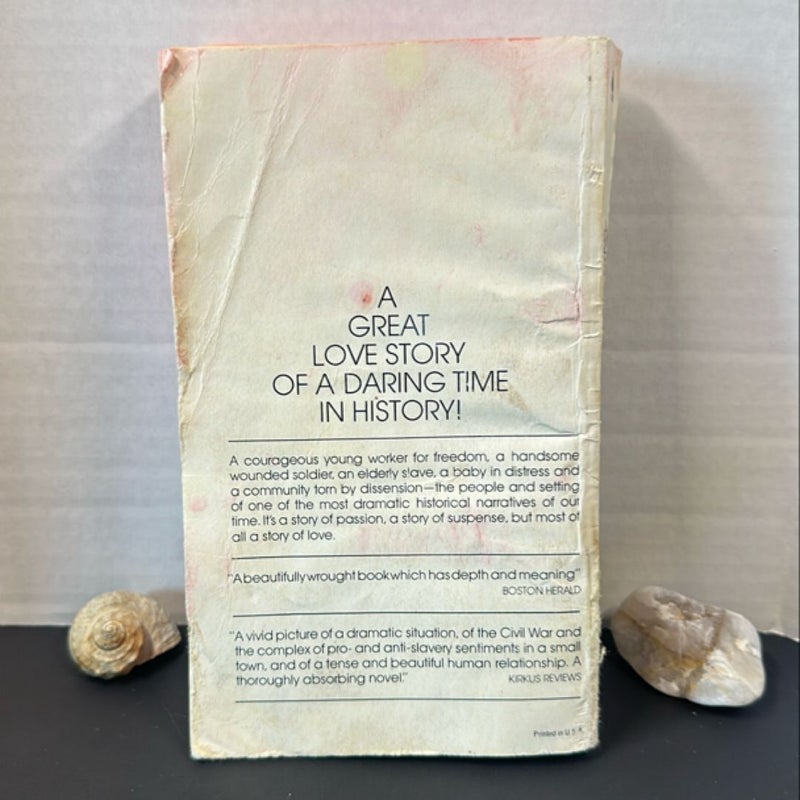 A
GREAT
LOVE STORY
OF A DARING TIME
IN HISTORY!
A courageous young worker for freedom, a handsome
wounded soldier, an elderly slave, a baby in distress and
a community torn by dissension—the people and setting
of one of the most dramatic historical narratives of our
time. It's a story of passion, a story of suspense, but most of
all a story of love.
"A beautifully wrought book which has depth and meaning"
BOSTON HERALD
"A vivid picture of a dramatic situation, of the Civil War and
the complex of pro- and anti-slavery sentiments in a small
town, and of a tense and beautiful human relationship. A
thoroughly absorbing novel." KIRKUS REVIEWS
Printed in U.S.A.